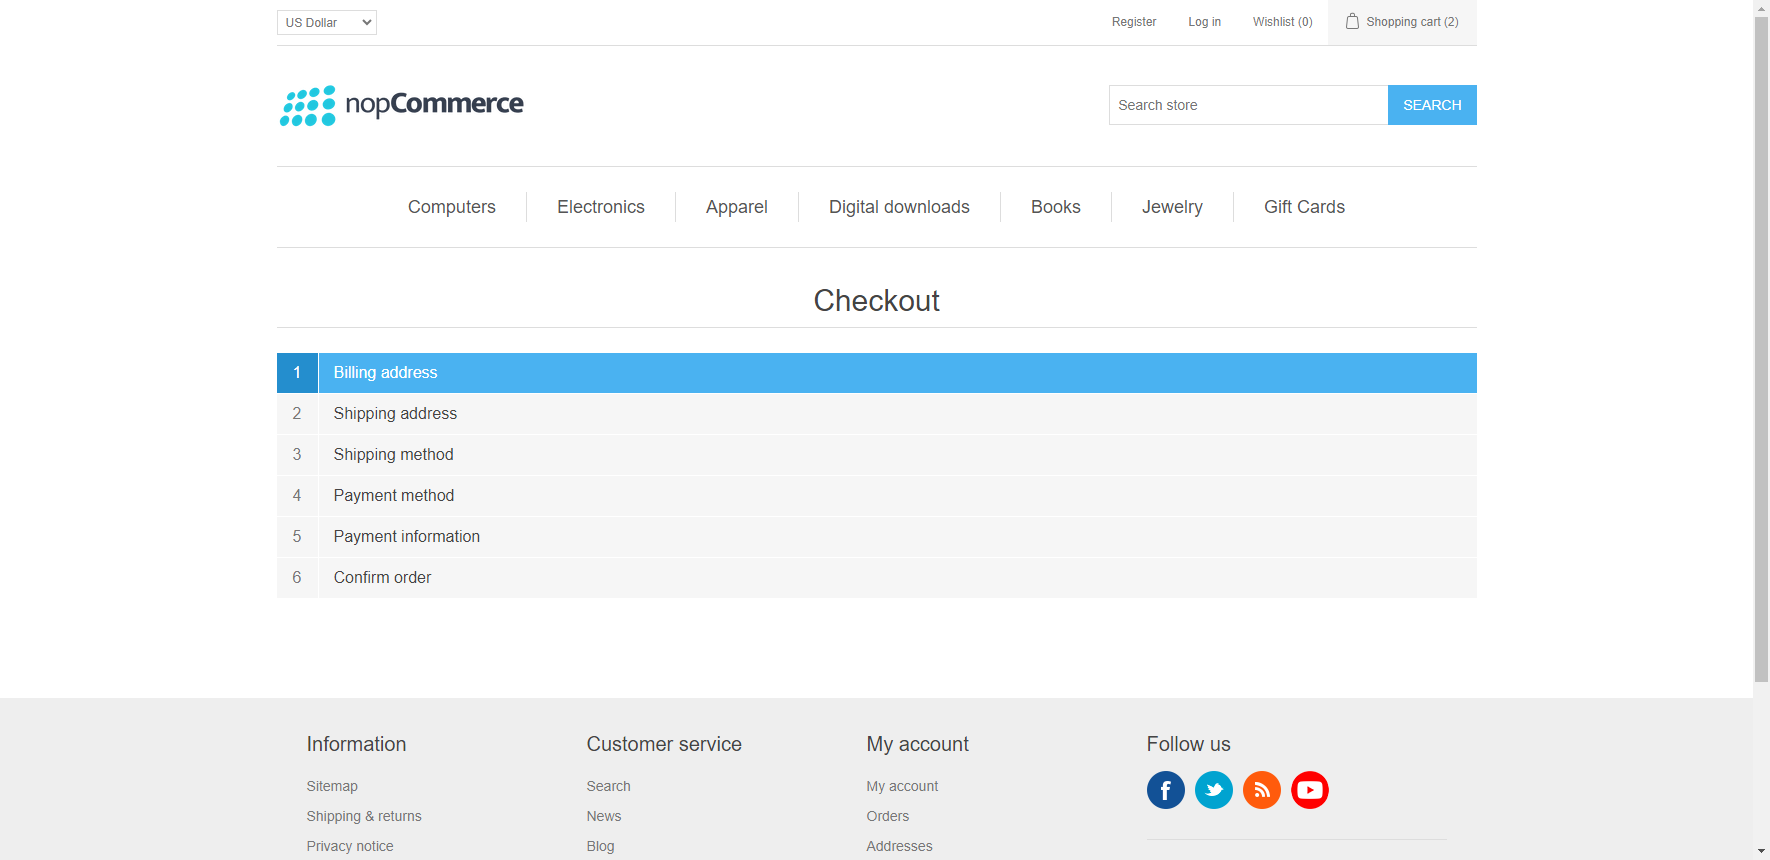 US Dollar
Register
Log in
Wishlist (0)
Shopping cart (2)
nopCommerce
Search store
SEARCH
Computers
Electronics
Apparel
Digital downloads
Books
Jewelry
Gift Cards
Checkout
1 Billing address
2 Shipping address
3 Shipping method
4 Payment method
5 Payment information
6 Confirm order
Information
Sitemap
Shipping & returns
Privacy notice
Customer service
Search
News
Blog
My account
My account
Orders
Addresses
Follow us